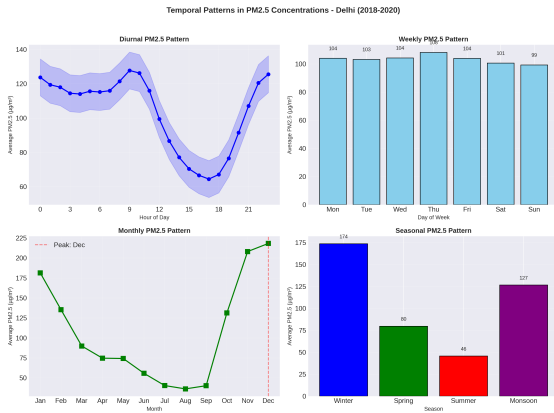 Temporal Patterns in PM2.5 Concentrations - Delhi (2018-2020)
Diurnal PM2.5 Pattern
Average PM2.5 (μg/m³)
140
120
100
80
60
0 3 6 9 12 15 18 21
Hour of Day
Weekly PM2.5 Pattern
Average PM2.5 (μg/m³)
100
80
60
40
20
0
104 103 104 108 104 101 99
Mon Tue Wed Thu Fri Sat Sun
Day of Week
Monthly PM2.5 Pattern
Average PM2.5 (μg/m³)
225
200
175
150
125
100
75
50
Peak: Dec
Jan Feb Mar Apr May Jun Jul Aug Sep Oct Nov Dec
Month
Seasonal PM2.5 Pattern
Average PM2.5 (μg/m³)
175
150
125
100
75
50
25
0
174 80 46 127
Winter Spring Summer Monsoon
Season